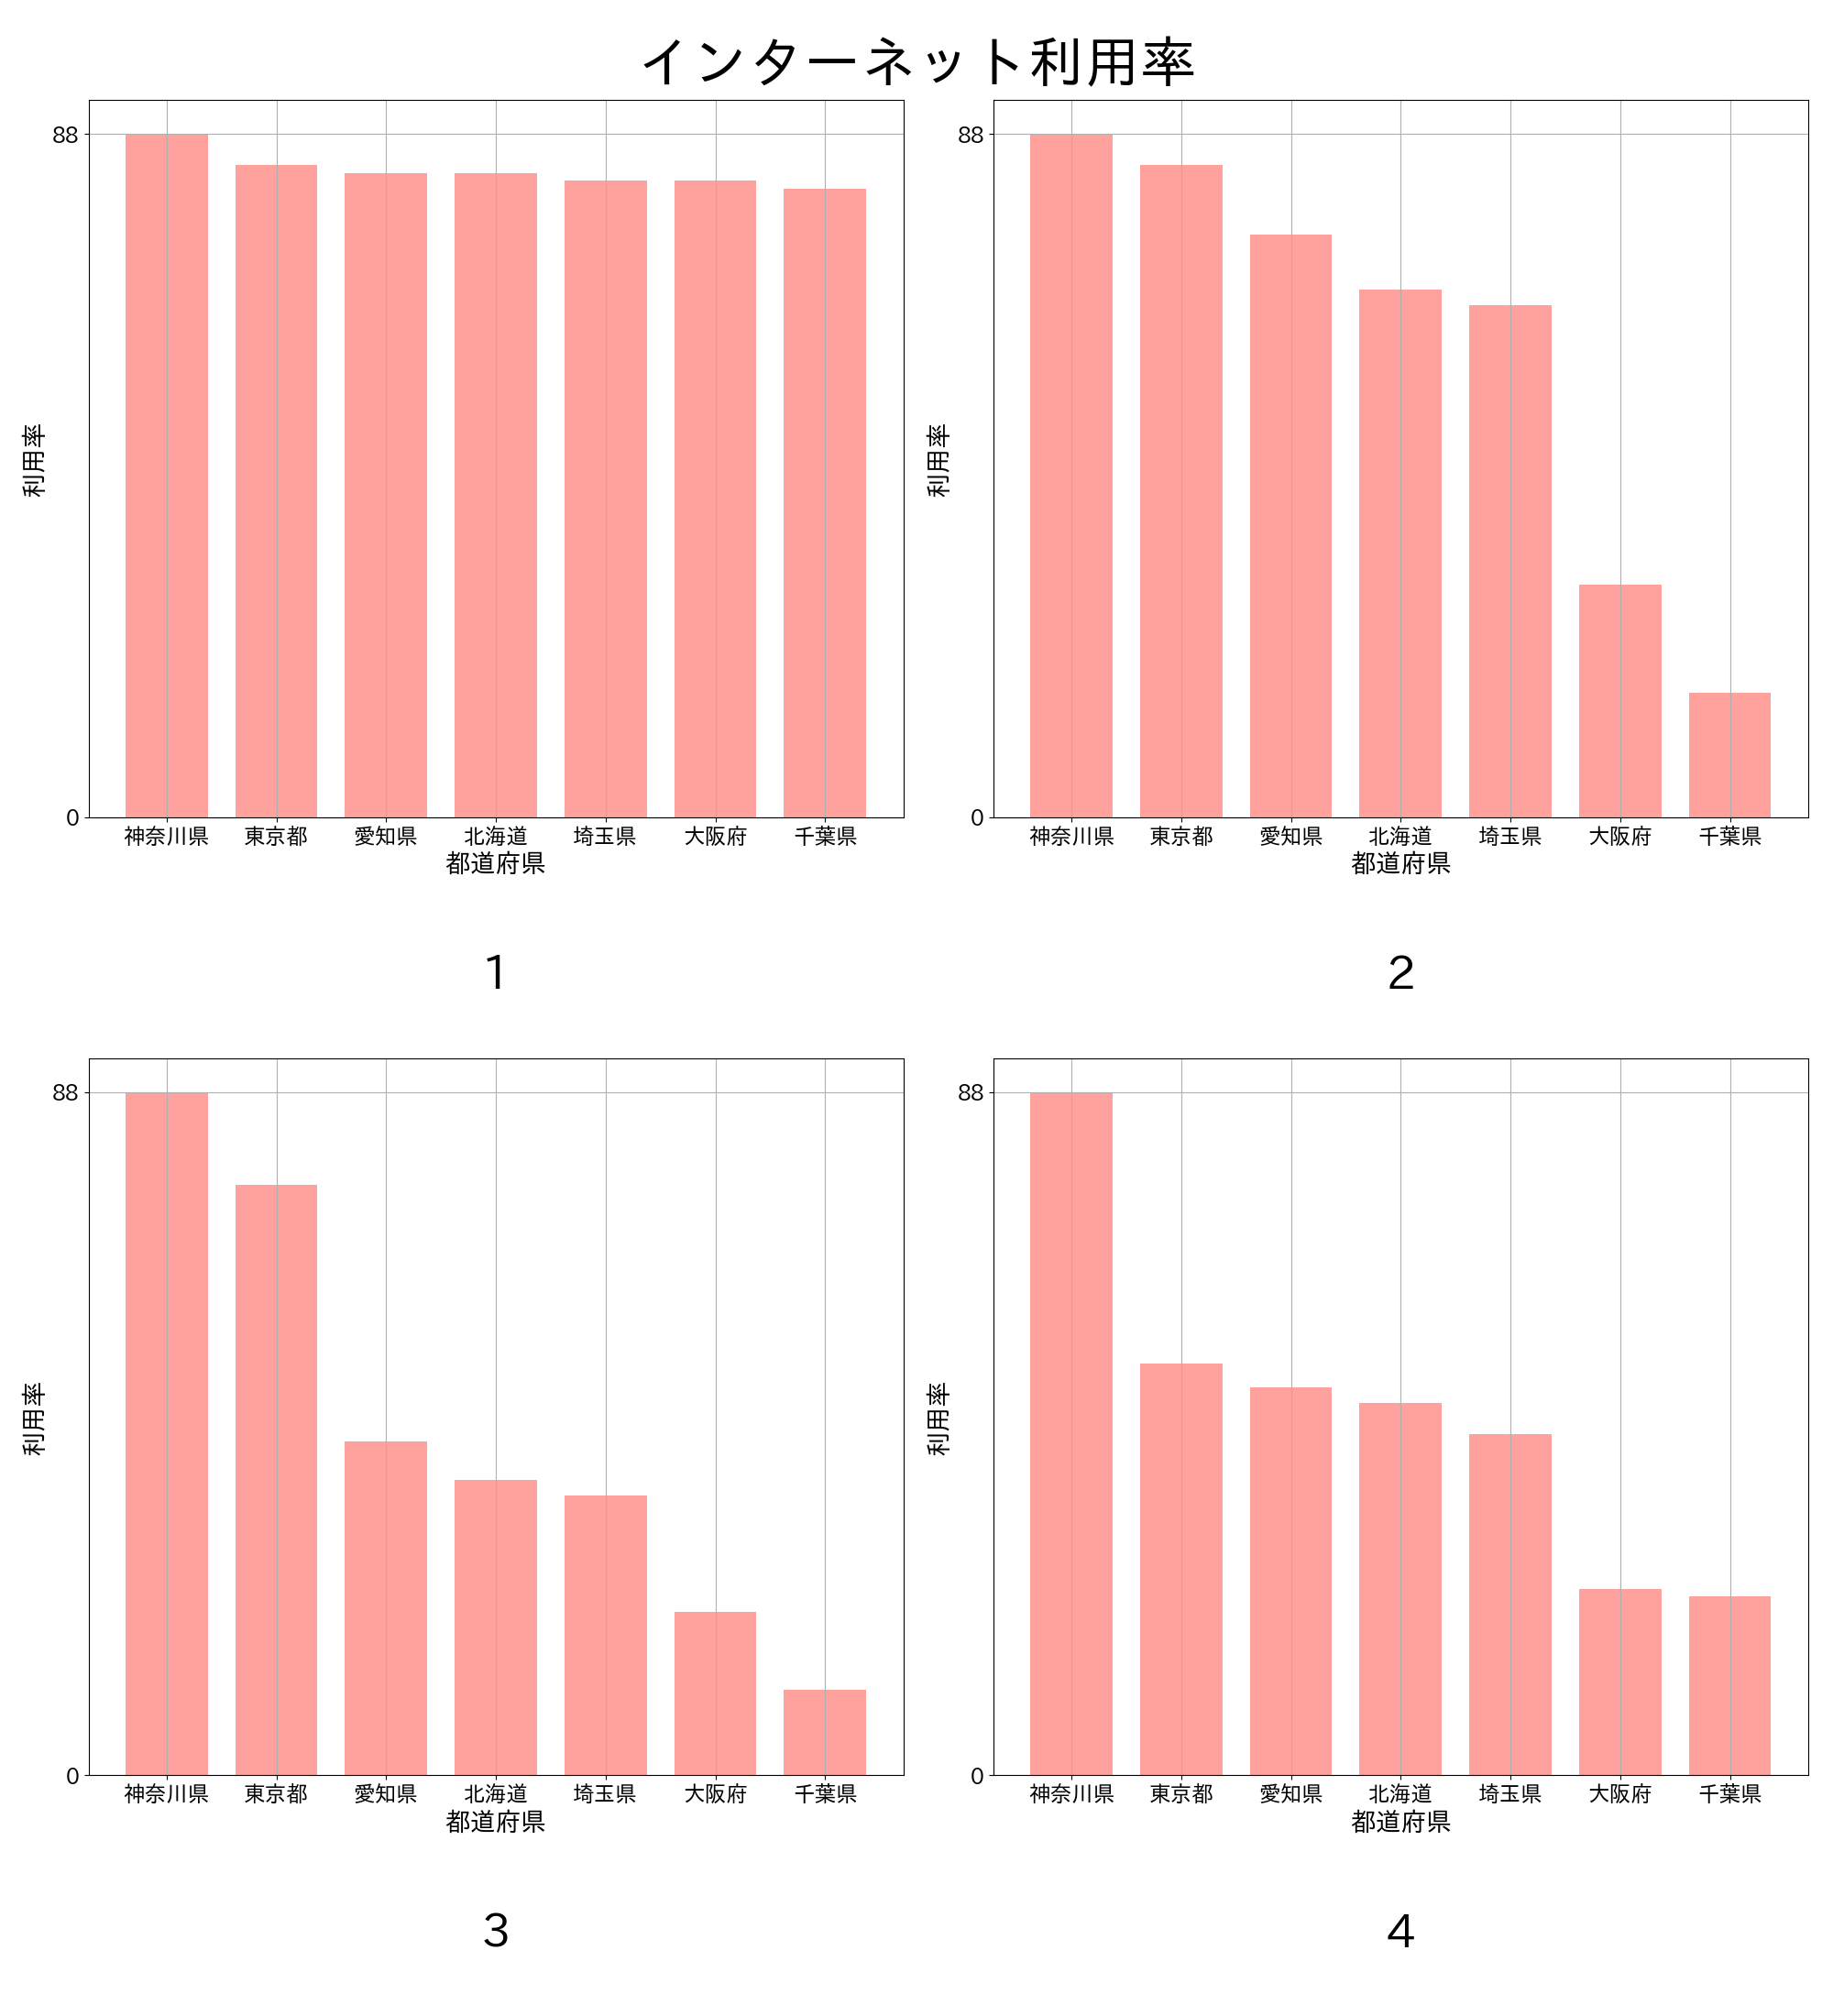 インターネット利用率
88
0
利用率
神奈川県 東京都 愛知県 北海道 埼玉県 大阪府 千葉県
都道府県
1
88
0
利用率
神奈川県 東京都 愛知県 北海道 埼玉県 大阪府 千葉県
都道府県
2
88
0
利用率
神奈川県 東京都 愛知県 北海道 埼玉県 大阪府 千葉県
都道府県
3
88
0
利用率
神奈川県 東京都 愛知県 北海道 埼玉県 大阪府 千葉県
都道府県
4